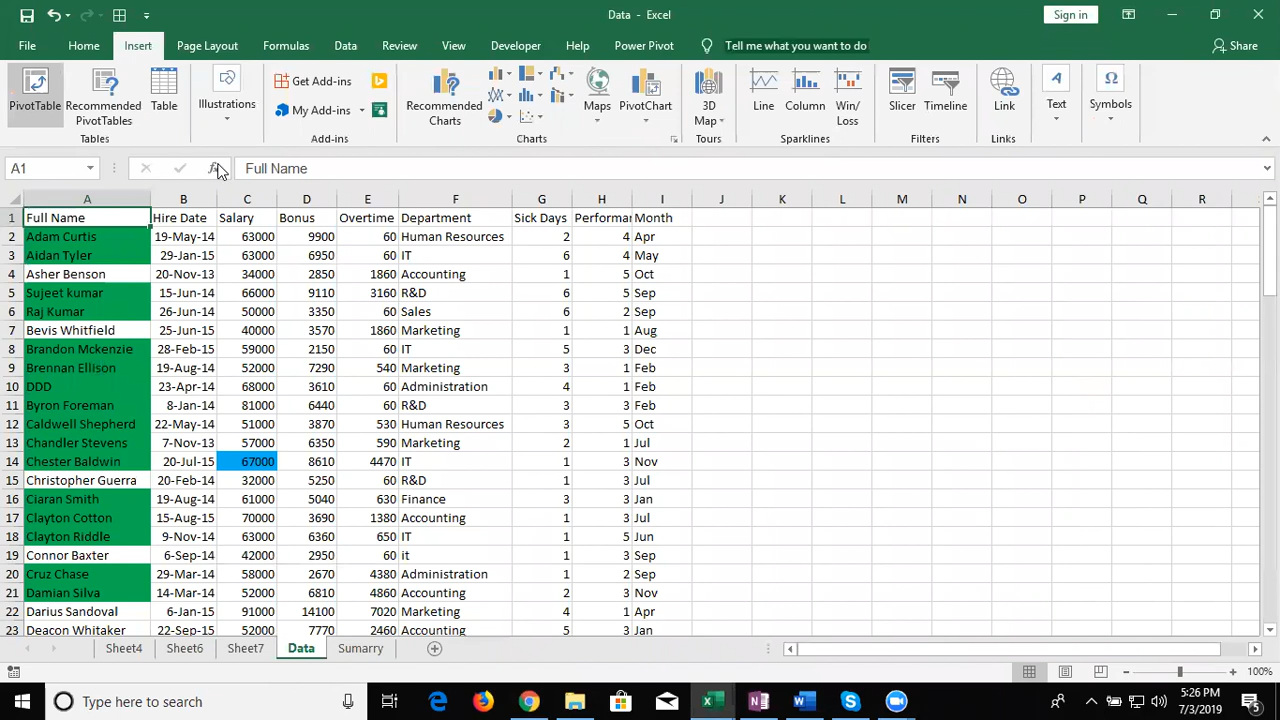 Data - Excel
Sign in
File Home Insert Page Layout Formulas Data Review View Developer Help Power Pivot Tell me what you want to do Share
PivotTable
Recommended PivotTables
Table
Tables
Illustrations
Get Add-ins
My Add-ins
Add-ins
Recommended Charts
Maps
PivotChart
Charts
3D Map
Tours
Line
Column
Win/ Loss
Sparklines
Slicer
Timeline
Filters
Link
Links
Text
Symbols
A1 Full Name
A B C D E F G H I J K L M N O P Q R
1 Full Name Hire Date Salary Bonus Overtime Department Sick Days Performar Month
2 Adam Curtis 19-May-14 63000 9900 60 Human Resources 2 4 Apr
3 Aidan Tyler 29-Jan-15 63000 6950 60 IT 6 4 May
4 Asher Benson 20-Nov-13 34000 2850 1860 Accounting 1 5 Oct
5 Sujeet kumar 15-Jun-14 66000 9110 3160 R&D 6 5 Sep
6 Raj Kumar 26-Jun-14 50000 3350 60 Sales 6 2 Sep
7 Bevis Whitfield 25-Jun-15 40000 3570 1860 Marketing 1 1 Aug
8 Brandon Mckenzie 28-Feb-15 59000 2150 60 IT 5 3 Dec
9 Brennan Ellison 19-Aug-14 52000 7290 540 Marketing 1 1 Feb
10 DDD 23-Apr-14 68000 3610 60 Administration 4 1 Feb
11 Byron Foreman 8-Jan-14 81000 6440 60 R&D 3 3 Feb
12 Caldwell Shepherd 22-May-14 51000 3870 530 Human Resources 3 5 Oct
13 Chandler Stevens 7-Nov-13 57000 6350 590 Marketing 2 1 Jul
14 Chester Baldwin 20-Jul-15 67000 8610 4470 IT 1 3 Nov
15 Christopher Guerra 20-Feb-14 32000 5250 60 R&D 1 3 Jul
16 Ciaran Smith 19-Aug-14 61000 5040 630 Finance 3 3 Jan
17 Clayton Cotton 15-Aug-15 70000 3690 1380 Accounting 1 3 Jul
18 Clayton Riddle 9-Nov-14 63000 6360 650 IT 1 5 Jun
19 Connor Baxter 6-Sep-14 42000 2950 60 it 1 3 Sep
20 Cruz Chase 29-Mar-14 58000 2670 4380 Administration 1 2 Sep
21 Damian Silva 14-Mar-14 52000 6810 4860 Accounting 2 3 Nov
22 Darius Sandoval 6-Jan-15 91000 14100 7020 Marketing 4 1 Apr
23 Deacon Whitaker 22-Sep-15 52000 7770 2460 Accounting 5 3 Jan
Sheet4 Sheet6 Sheet7 Data Sumarry
100%
Type here to search
5:26 PM
7/3/2019
5